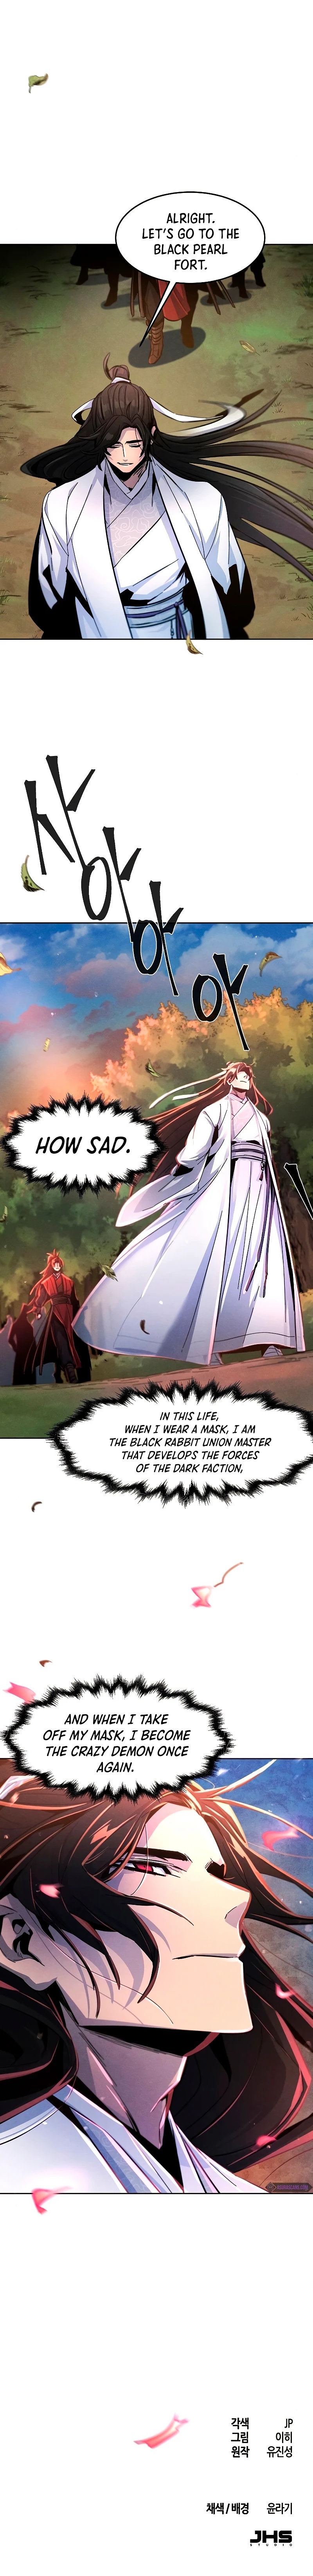 ALRIGHT.
LET'S GO TO THE
BLACK PEARL
FORT.
사
아
아
아
HOW SAD.
IN THIS LIFE,
WHEN I WEAR A MASK, I AM
THE BLACK RABBIT UNION MASTER
THAT DEVELOPS THE FORCES
OF THE DARK FACTION,
AND WHEN I TAKE
OFF MY MASK, I BECOME
THE CRAZY DEMON ONCE
AGAIN.
각색 JP
그림 이히
원작 유진성
채색 / 배경 윤라기
JHS
STUDIO